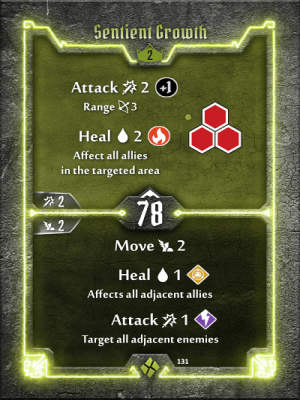 Sentient Growth
2
Attack 2 +1
Range 3
Heal 2
Affect all allies
in the targeted area
2
78
2
Move 2
Heal 1
Affects all adjacent allies
Attack 1
Target all adjacent enemies
131